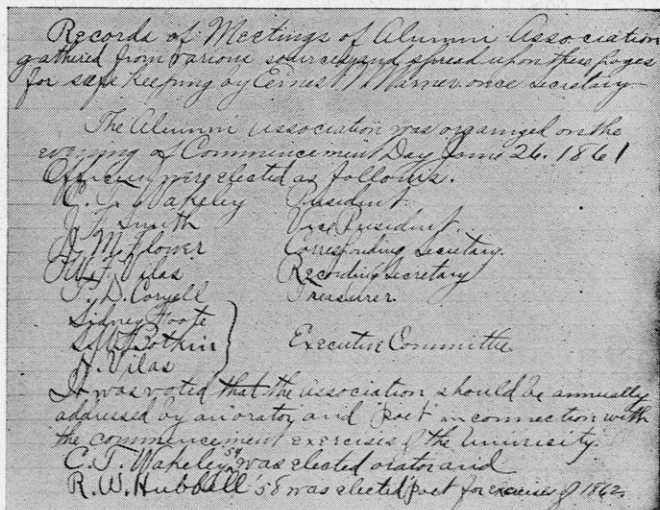 Records of Meetings of Alumni Association
gathered from various sources and spread upon these pages
for safe keeping by Ernest N. Warner once secretary
The Alumni Association was organized on the
evening of Commencement Day June 26. 1861
Officers were elected as follows.
C. T. Wakeley President
J. F. Smith Vice President.
J. M. Flower Corresponding Secretary.
W. F. Vilas Recording Secretary
T. D. Coryell Treasurer.
Sidney Foote
S. W. Botkin Executive Committee.
H. Vilas
It was voted that the association should be annually
addressed by an orator and poet in connection with
the commencement exercises of the University.
C. T. Wakeley was elected orator and
R. W. Hubbell '58 was elected poet for exercises of 1862.